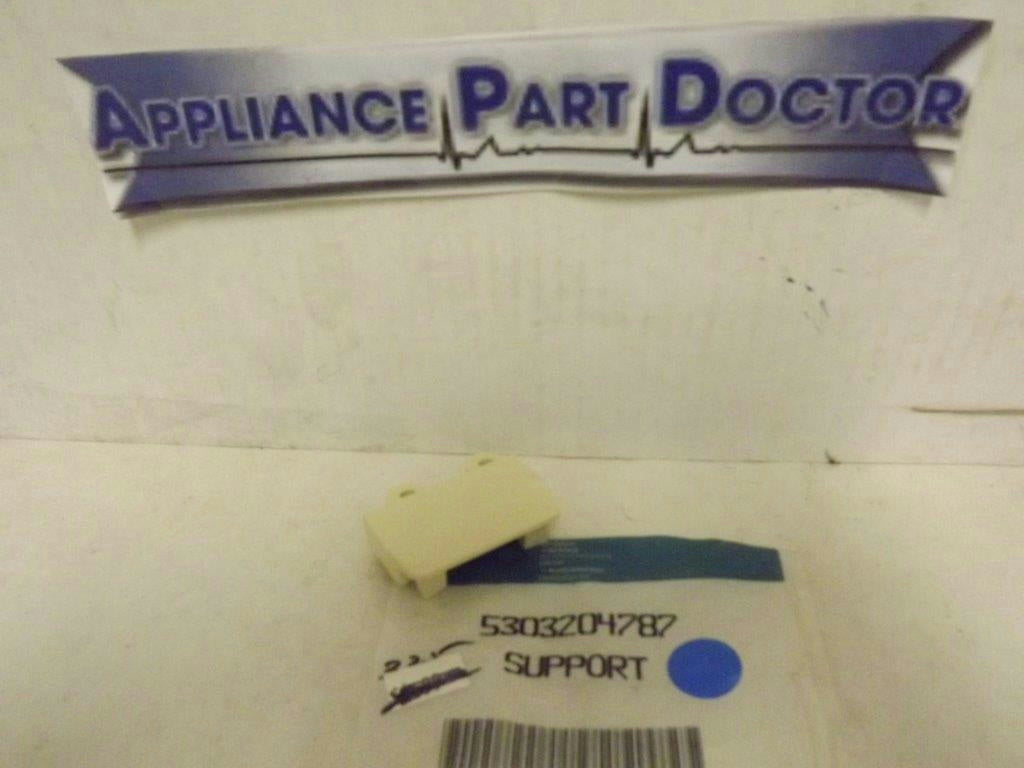 APPLIANCE PART DOCTOR
5303204787
SUPPORT